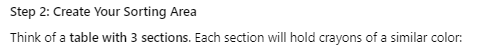 Step 2: Create Your Sorting Area
Think of a table with 3 sections. Each section will hold crayons of a similar color: